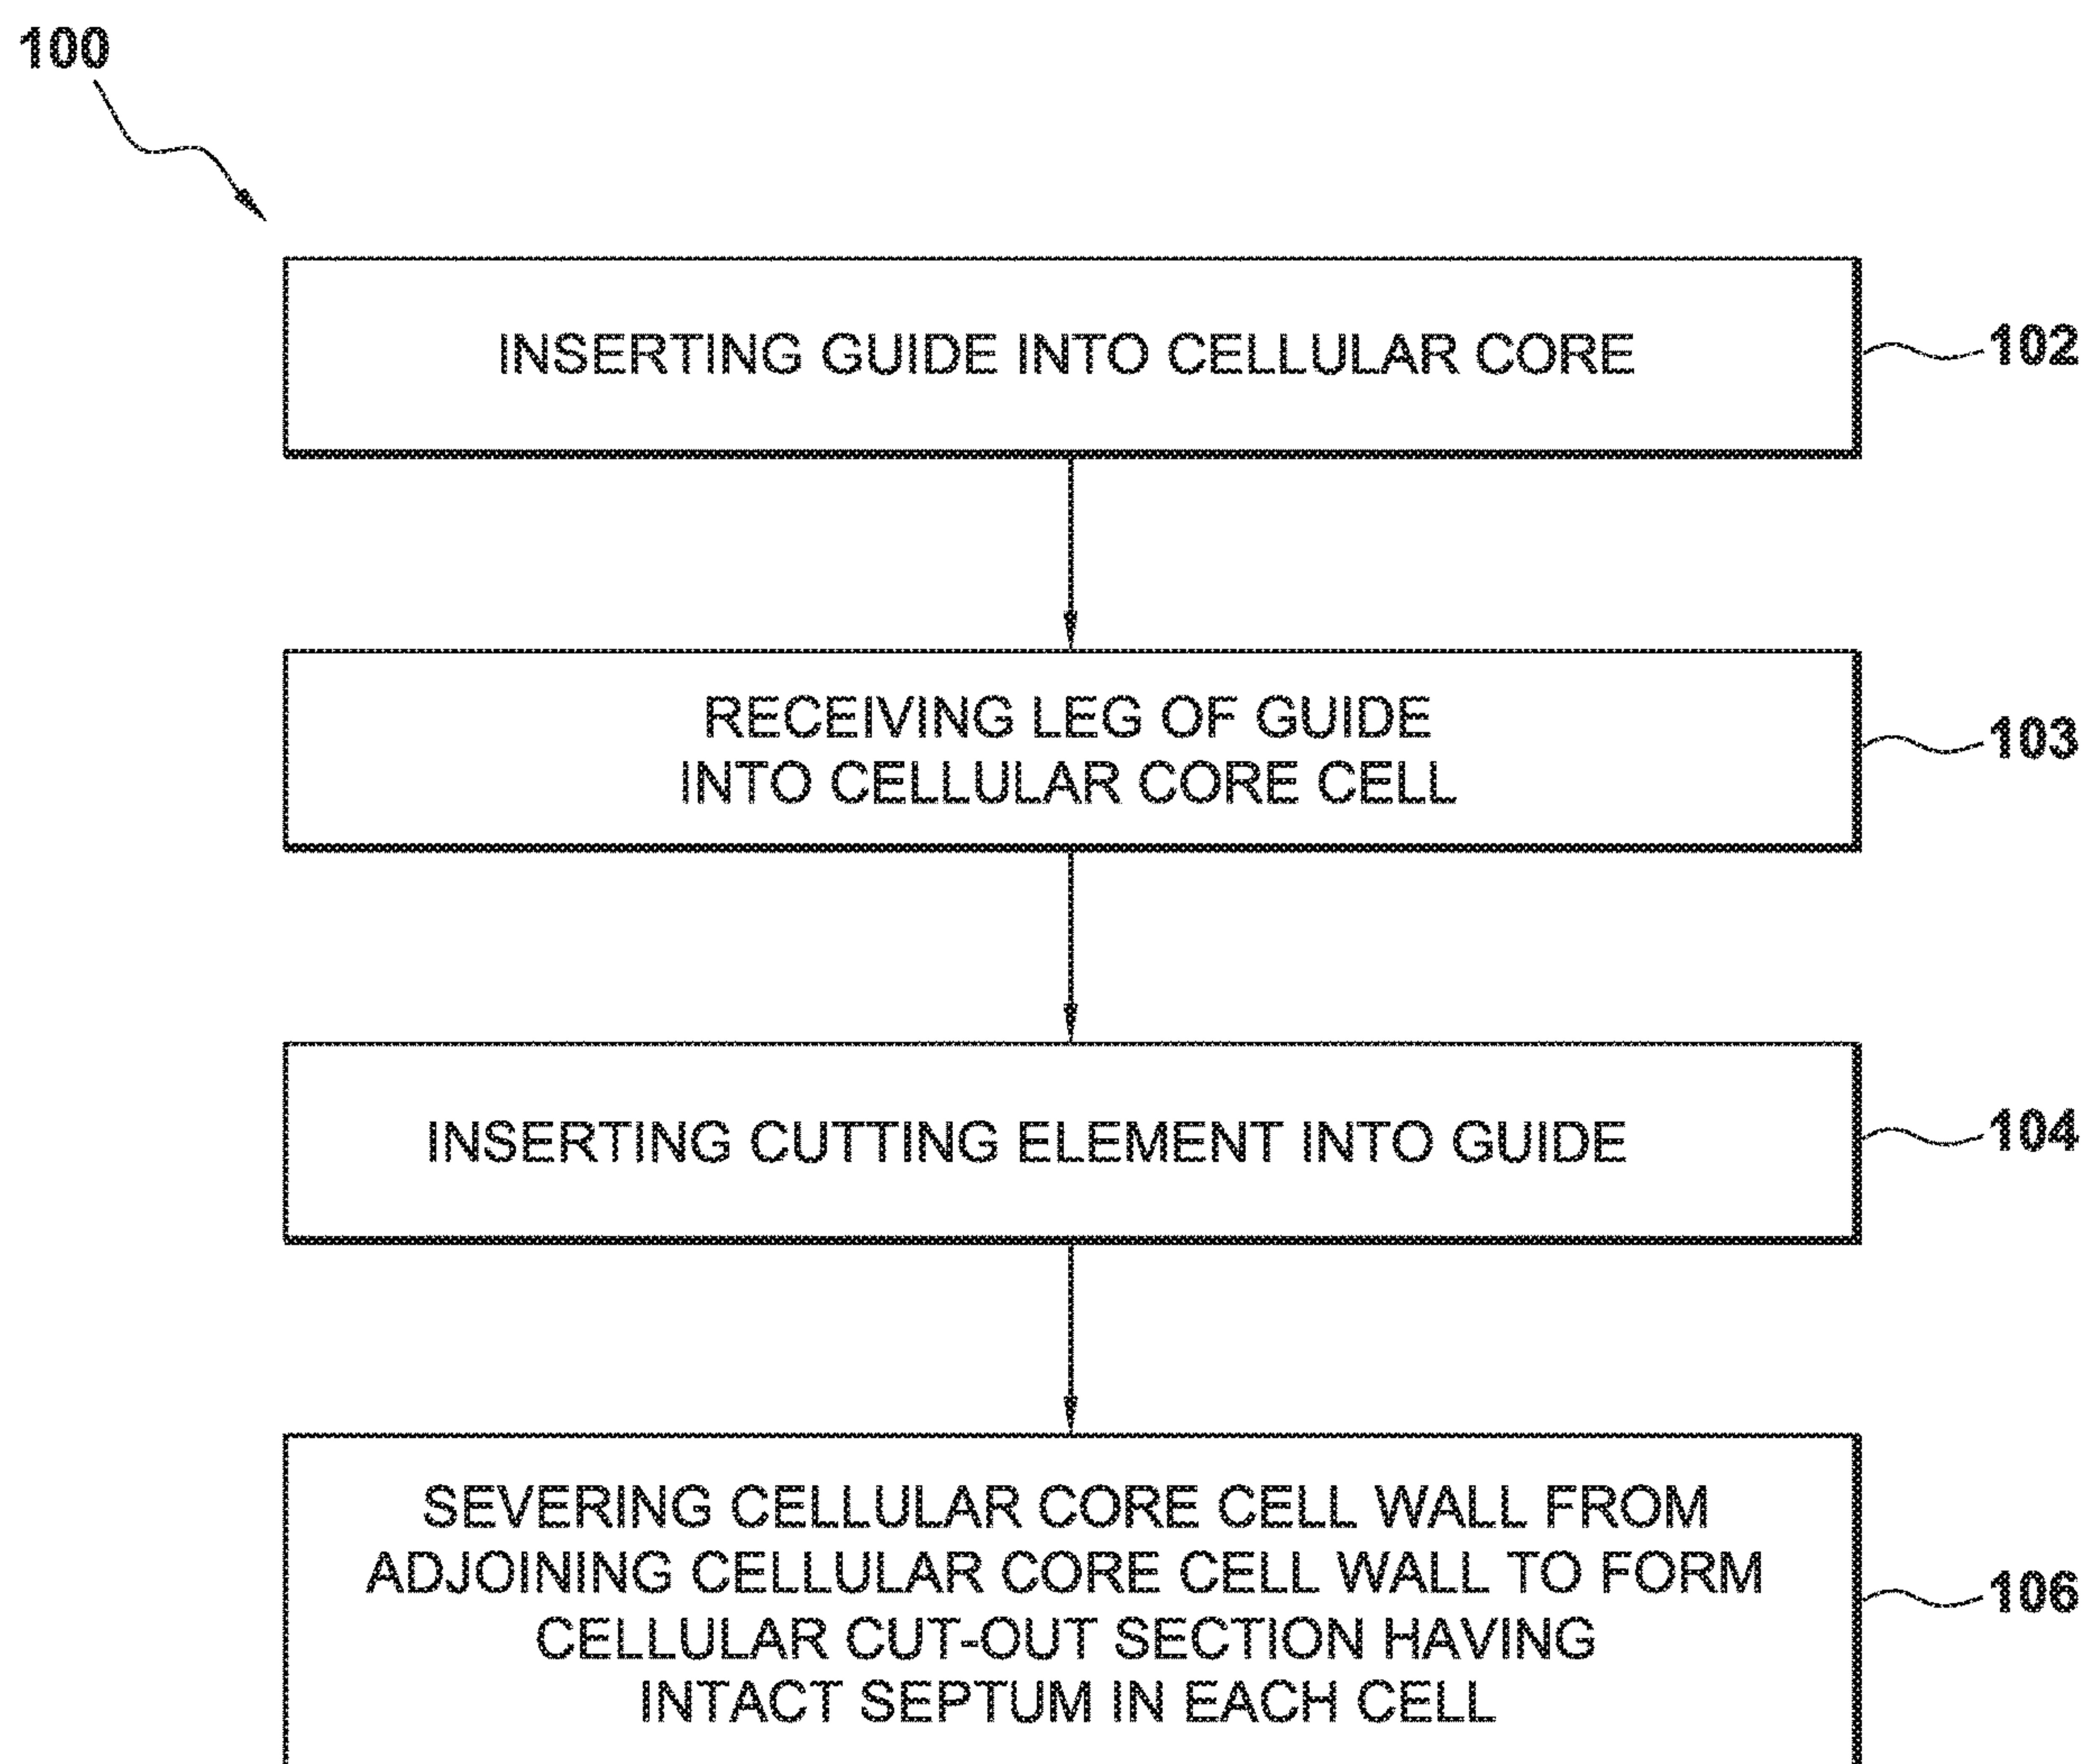 100
INSERTING GUIDE INTO CELLULAR CORE
102
RECEIVING LEG OF GUIDE
INTO CELLULAR CORE CELL
103
INSERTING CUTTING ELEMENT INTO GUIDE
104
SEVERING CELLULAR CORE CELL WALL FROM
ADJOINING CELLULAR CORE CELL WALL TO FORM
CELLULAR CUT-OUT SECTION HAVING
INTACT SEPTUM IN EACH CELL
106